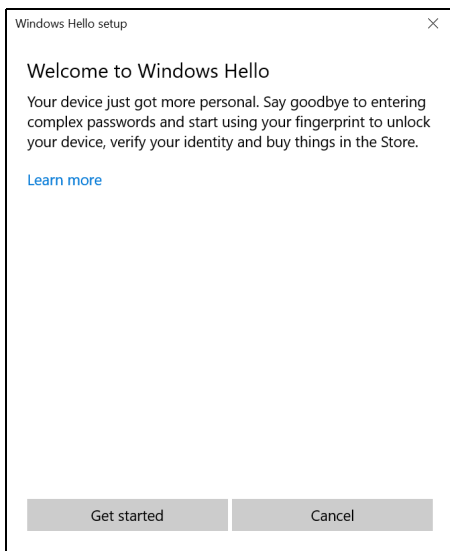 Windows Hello setup
Welcome to Windows Hello
Your device just got more personal. Say goodbye to entering
complex passwords and start using your fingerprint to unlock
your device, verify your identity and buy things in the Store.
Learn more
Get started
Cancel